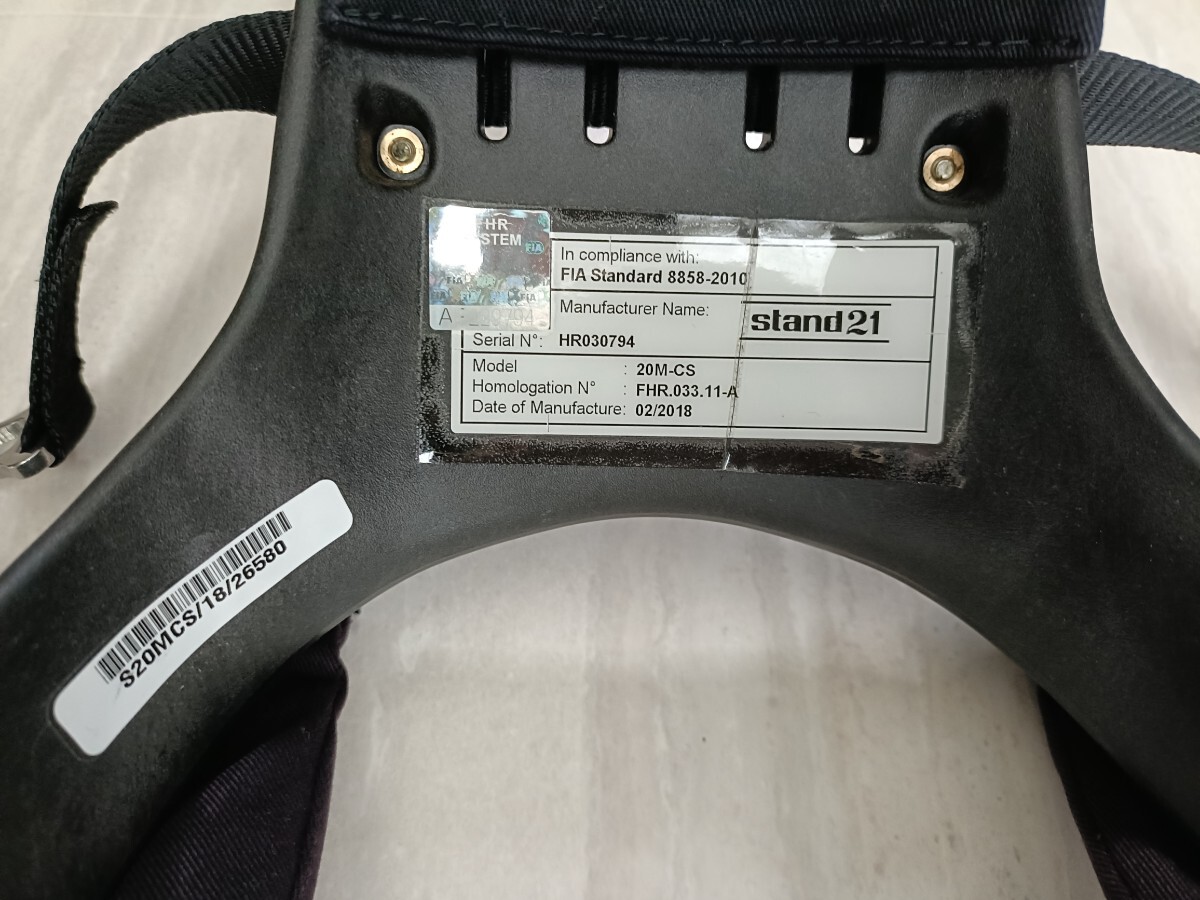 HR
STEM
FIA
In compliance with:
FIA Standard 8858-2010
Manufacturer Name:
stand21
Serial N°: HR030794
Model : 20M-CS
Homologation N° : FHR.033.11-A
Date of Manufacture: 02/2018
S20MCS/18/26580